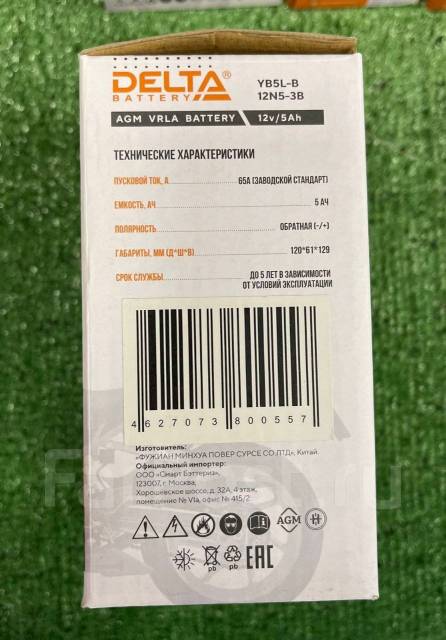 DELTA®
BATTERY
YB5L-B
12N5-3B
AGM VRLA BATTERY
12v/5Ah
ТЕХНИЧЕСКИЕ ХАРАКТЕРИСТИКИ
ПУСКОВОЙ ТОК, А 65А (ЗАВОДСКОЙ СТАНДАРТ)
ЕМКОСТЬ, АЧ 5 АЧ
ПОЛЯРНОСТЬ ОБРАТНАЯ (-/+)
ГАБАРИТЫ, ММ (Д*Ш*В) 120*61*129
СРОК СЛУЖБЫ ДО 5 ЛЕТ В ЗАВИСИМОСТИ
ОТ УСЛОВИЙ ЭКСПЛУАТАЦИИ
4 627073 800557
Изготовитель:
«ФУЖИАН МИНХУА ПОВЕР СУРСЕ СО ЛТД», Китай.
Официальный импортер:
ООО «Смарт Бэттериз»,
123007, г. Москва,
Хорошевское шоссе, д. 32А, 4 этаж,
помещение № VIа, офис № 415/2
AGM
Pb
Pb
EAC